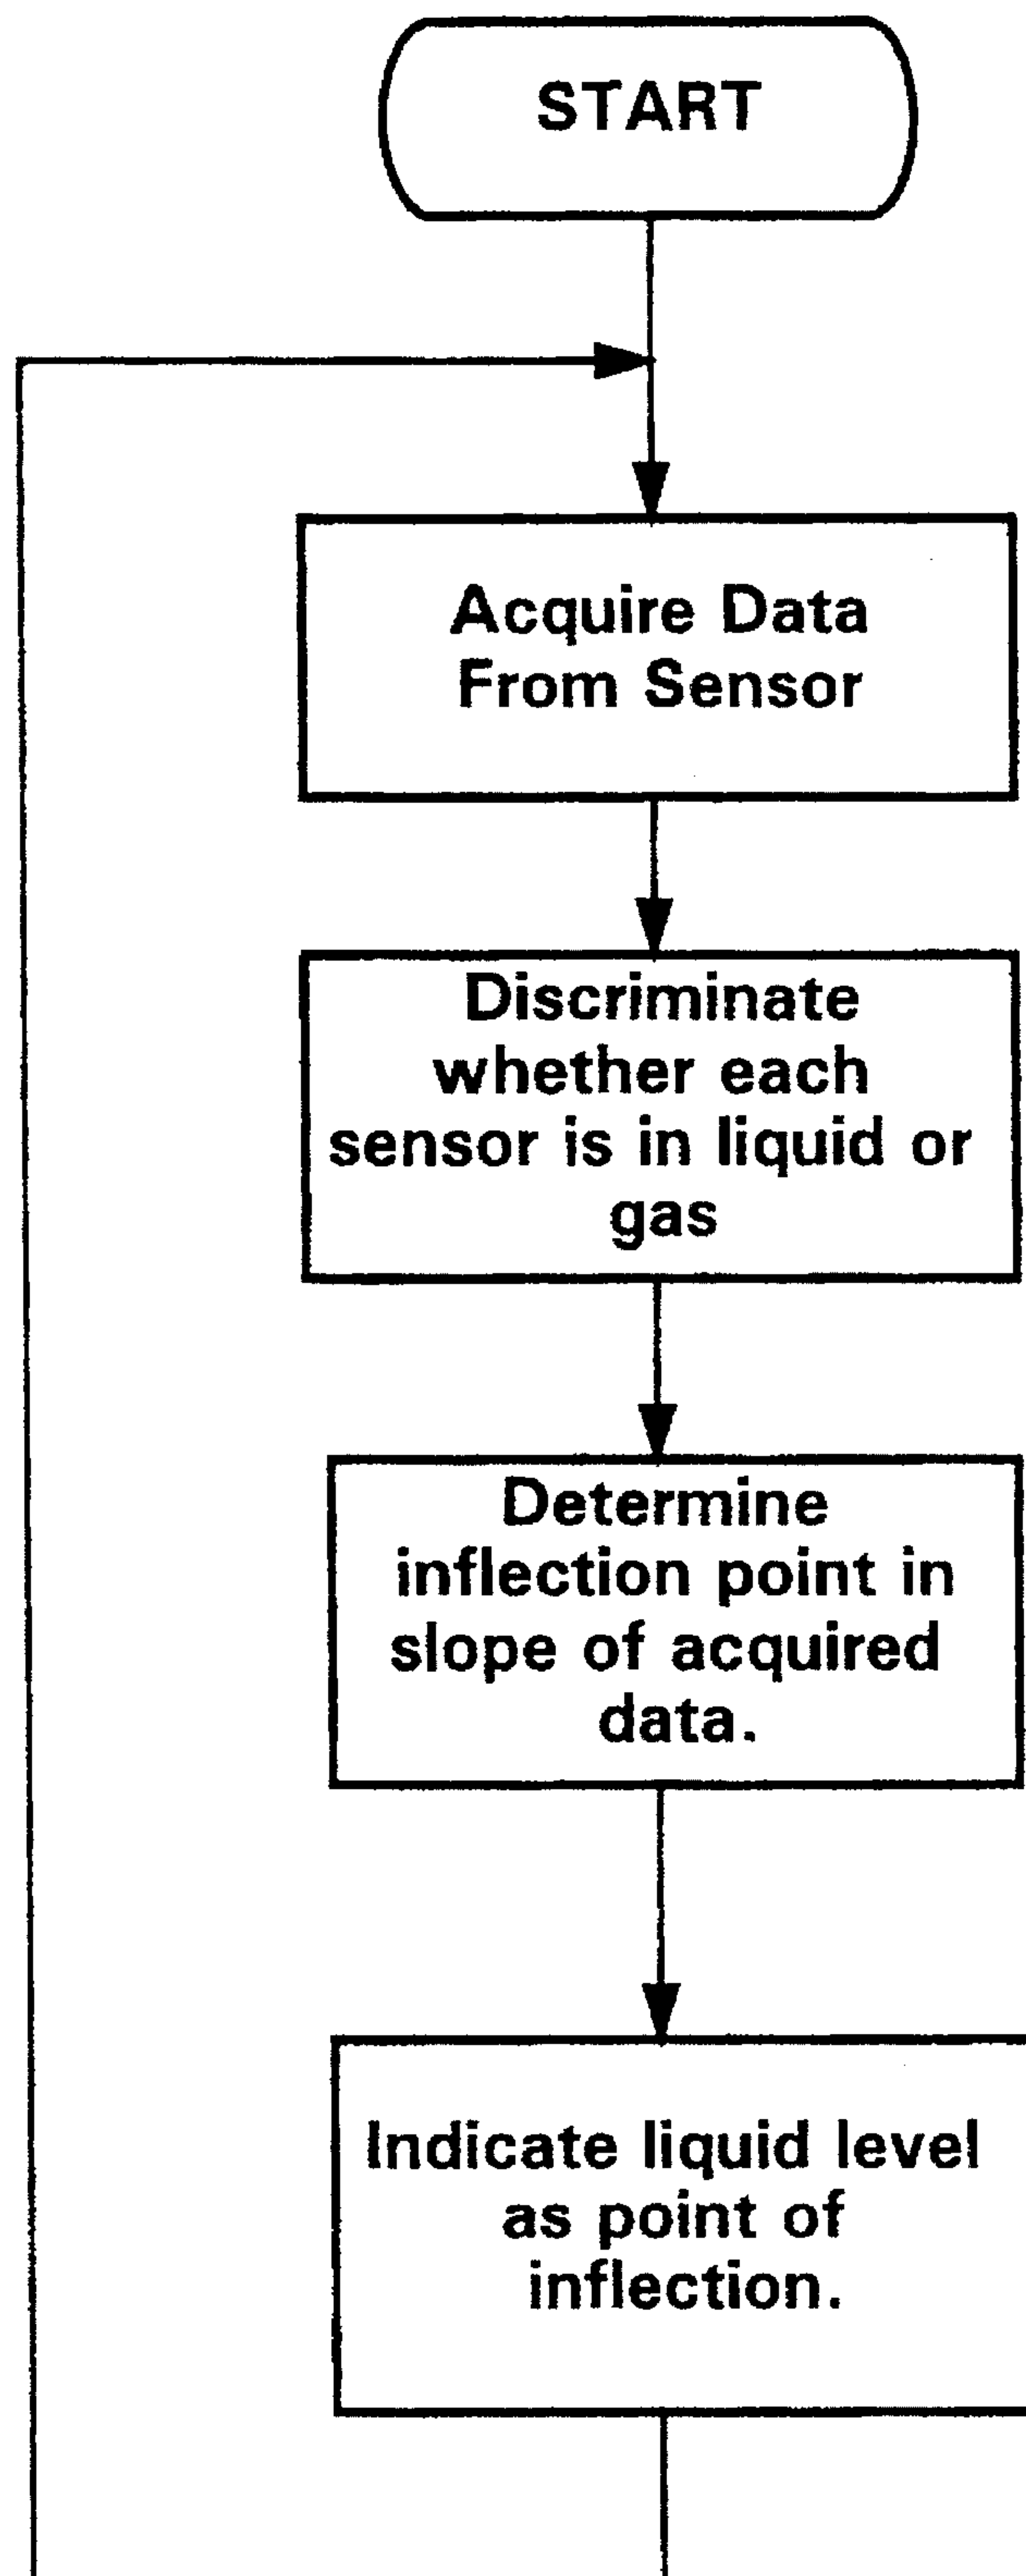 START
Acquire Data
From Sensor
Discriminate
whether each
sensor is in liquid or
gas
Determine
inflection point in
slope of acquired
data.
Indicate liquid level
as point of
inflection.